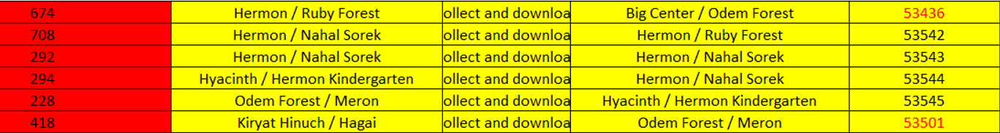 674 Hermon / Ruby Forest ollect and downloa Big Center / Odem Forest 53436
708 Hermon / Nahal Sorek ollect and downloa Hermon / Ruby Forest 53542
292 Hermon / Nahal Sorek ollect and downloa Hermon / Nahal Sorek 53543
294 Hyacinth / Hermon Kindergarten ollect and downloa Hermon / Nahal Sorek 53544
228 Odem Forest / Meron ollect and downloa Hyacinth / Hermon Kindergarten 53545
418 Kiryat Hinuch / Hagai ollect and downloa Odem Forest / Meron 53501